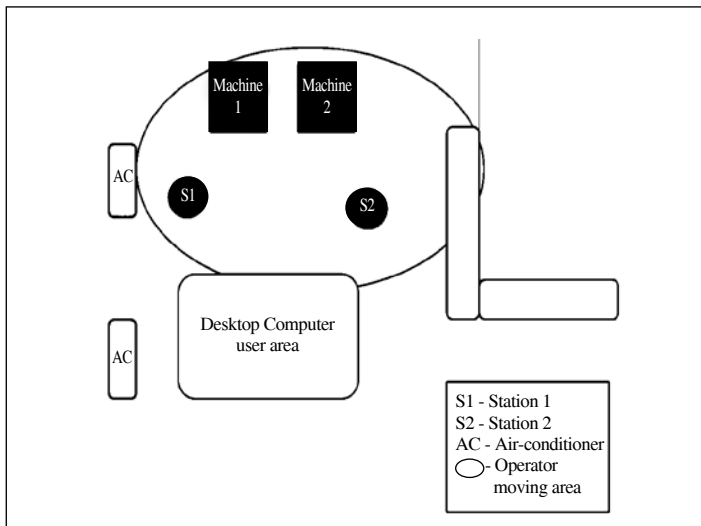 Machine
1
Machine
2
AC
S1
S2
Desktop Computer
user area
AC
S1 - Station 1
S2 - Station 2
AC - Air-conditioner
- Operator
moving area